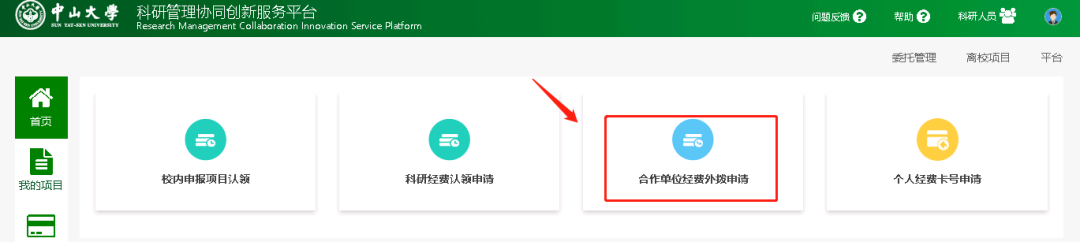 中山大學 科研管理协同创新服务平台
SUN YAT-SEN UNIVERSITY Research Management Collaboration Innovation Service Platform
问题反馈 帮助 科研人员
委托管理 离校项目 平台
首页
我的项目
校内申报项目认领 科研经费认领申请 合作单位经费外拨申请 个人经费卡号申请